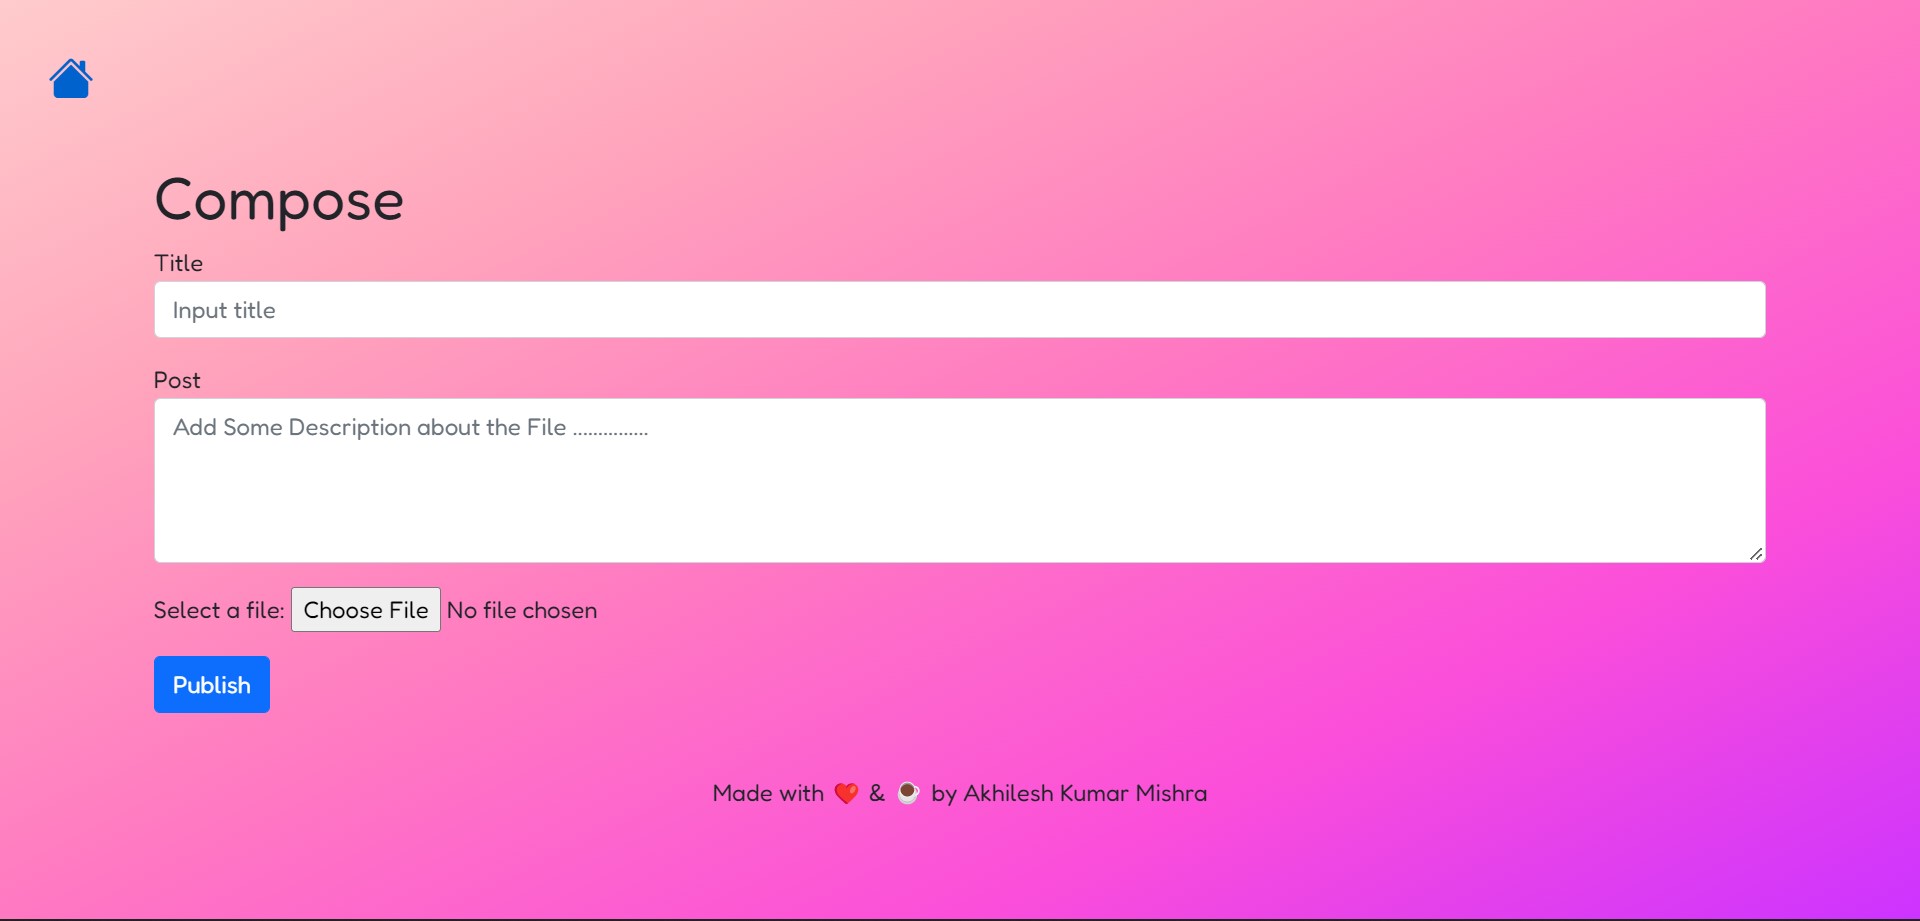 Compose
Title
Input title
Post
Add Some Description about the File ...............
Select a file: Choose File No file chosen
Publish
Made with ❤️ & ☕ by Akhilesh Kumar Mishra